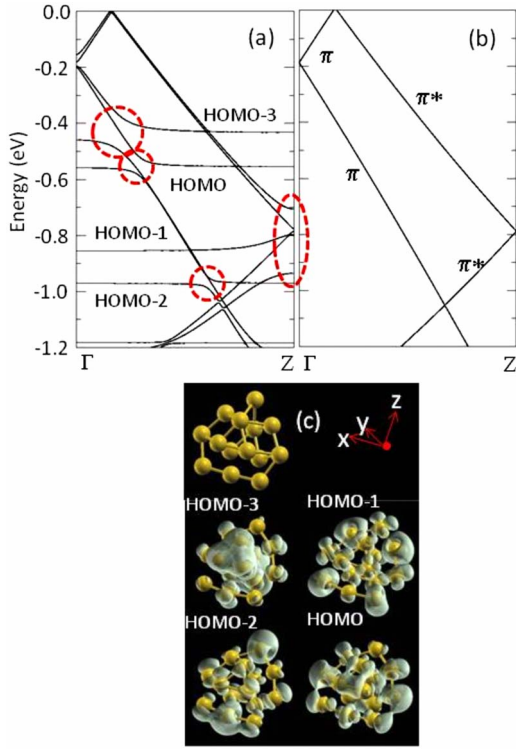 0.0
-0.2
-0.4
-0.6
-0.8
-1.0
-1.2
Energy (eV)
(a)
HOMO-3
HOMO
HOMO-1
HOMO-2
Γ
Z
(b)
π
π*
π
π*
Γ
Z
(c)
z
y
x
HOMO-3
HOMO-1
HOMO-2
HOMO